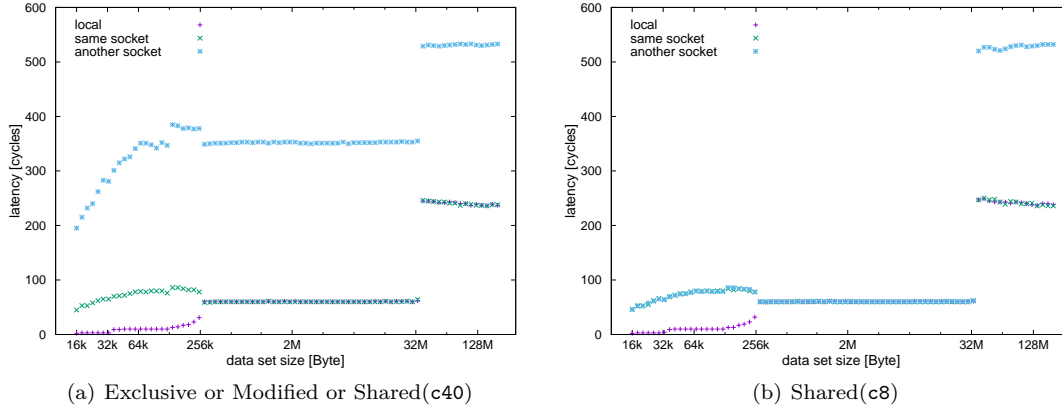 600
500
400
300
200
100
0
latency [cycles]
local
same socket
another socket
16k 32k 64k 256k 2M 32M 128M
data set size [Byte]
(a) Exclusive or Modified or Shared(c40)
600
500
400
300
200
100
0
latency [cycles]
local
same socket
another socket
16k 32k 64k 256k 2M 32M 128M
data set size [Byte]
(b) Shared(c8)